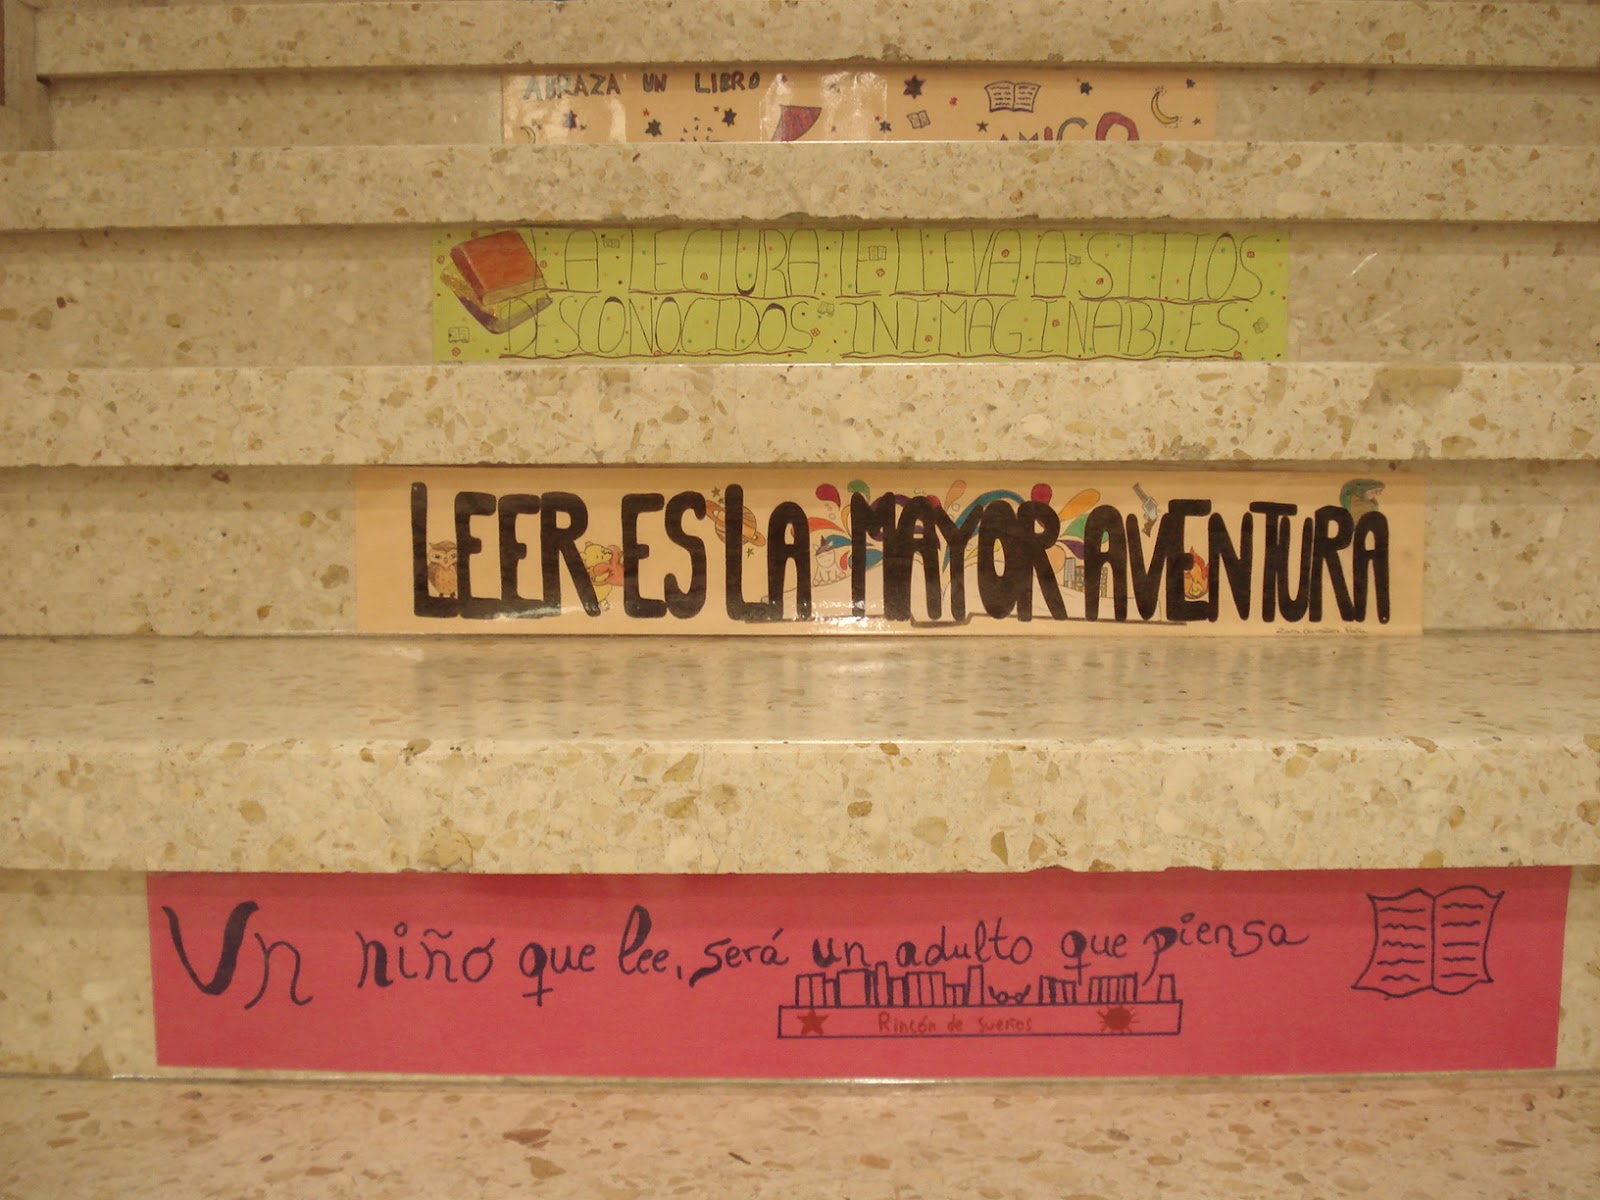 ABRAZA UN LIBRO
AMIGO
LA LECTURA TE LLEVA A SITIOS
DESCONOCIDOS INIMAGINABLES
LEER ES LA MAYOR AVENTURA
Un niño que lee, será un adulto que piensa
Rincón de sueños